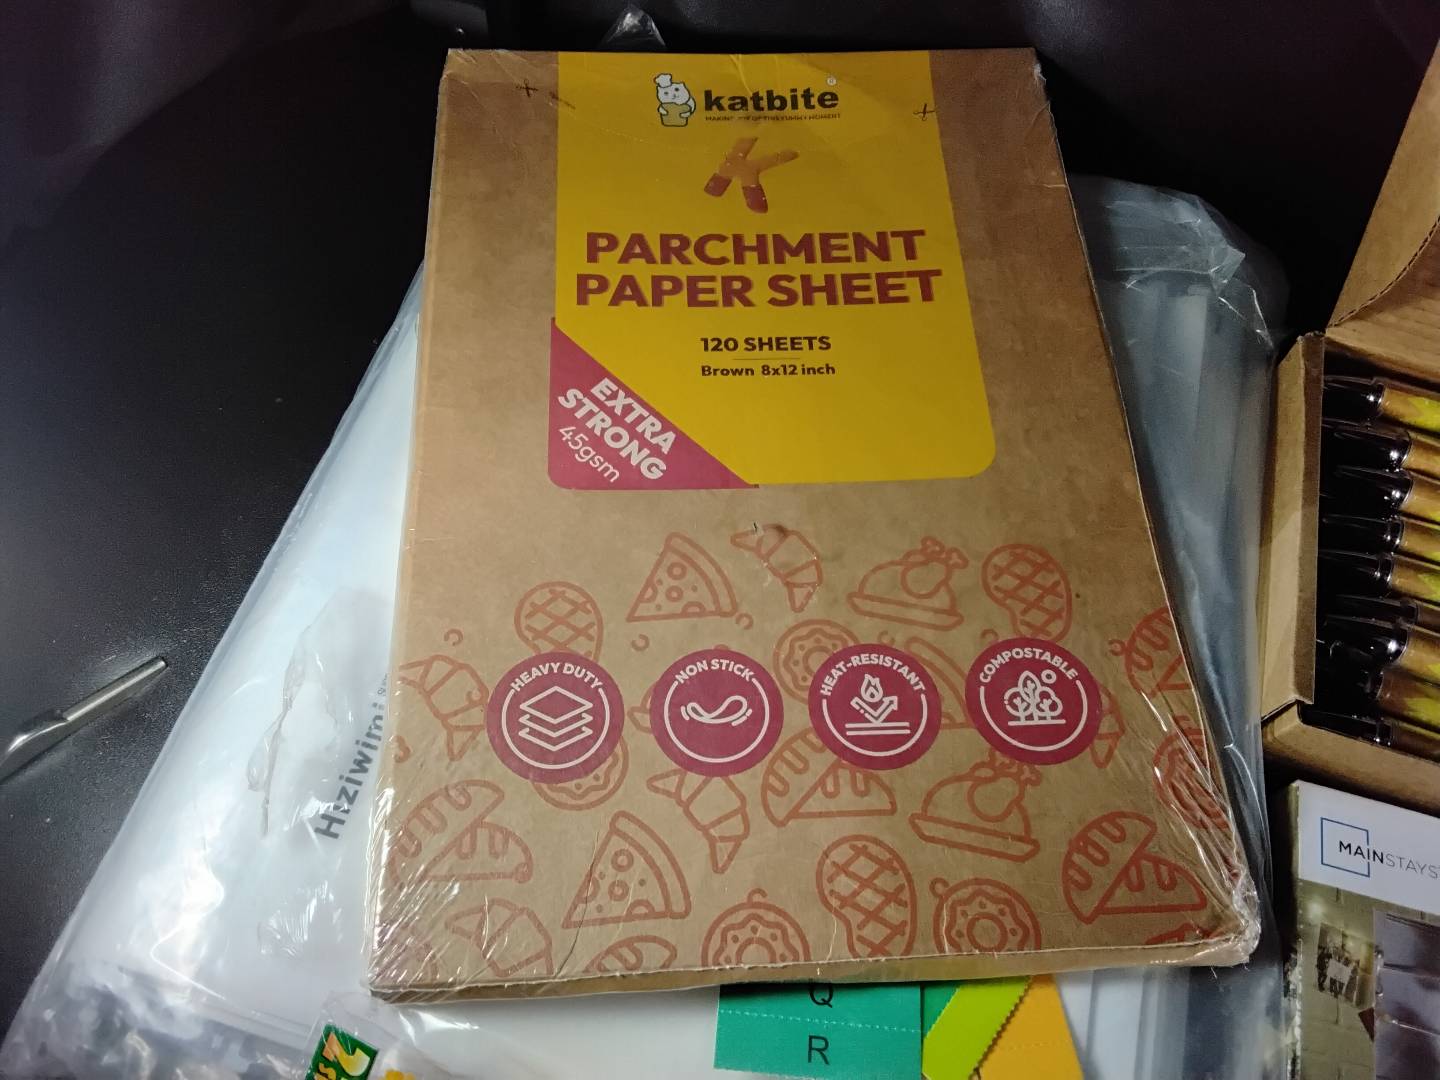 katbite
®
PARCHMENT
PAPER SHEET
120 SHEETS
Brown 8x12 inch
EXTRA
STRONG
45gsm
HEAVY DUTY
NON STICK
HEAT-RESISTANT
COMPOSTABLE
Hiziwimi
MAINSTAYS
Q
R